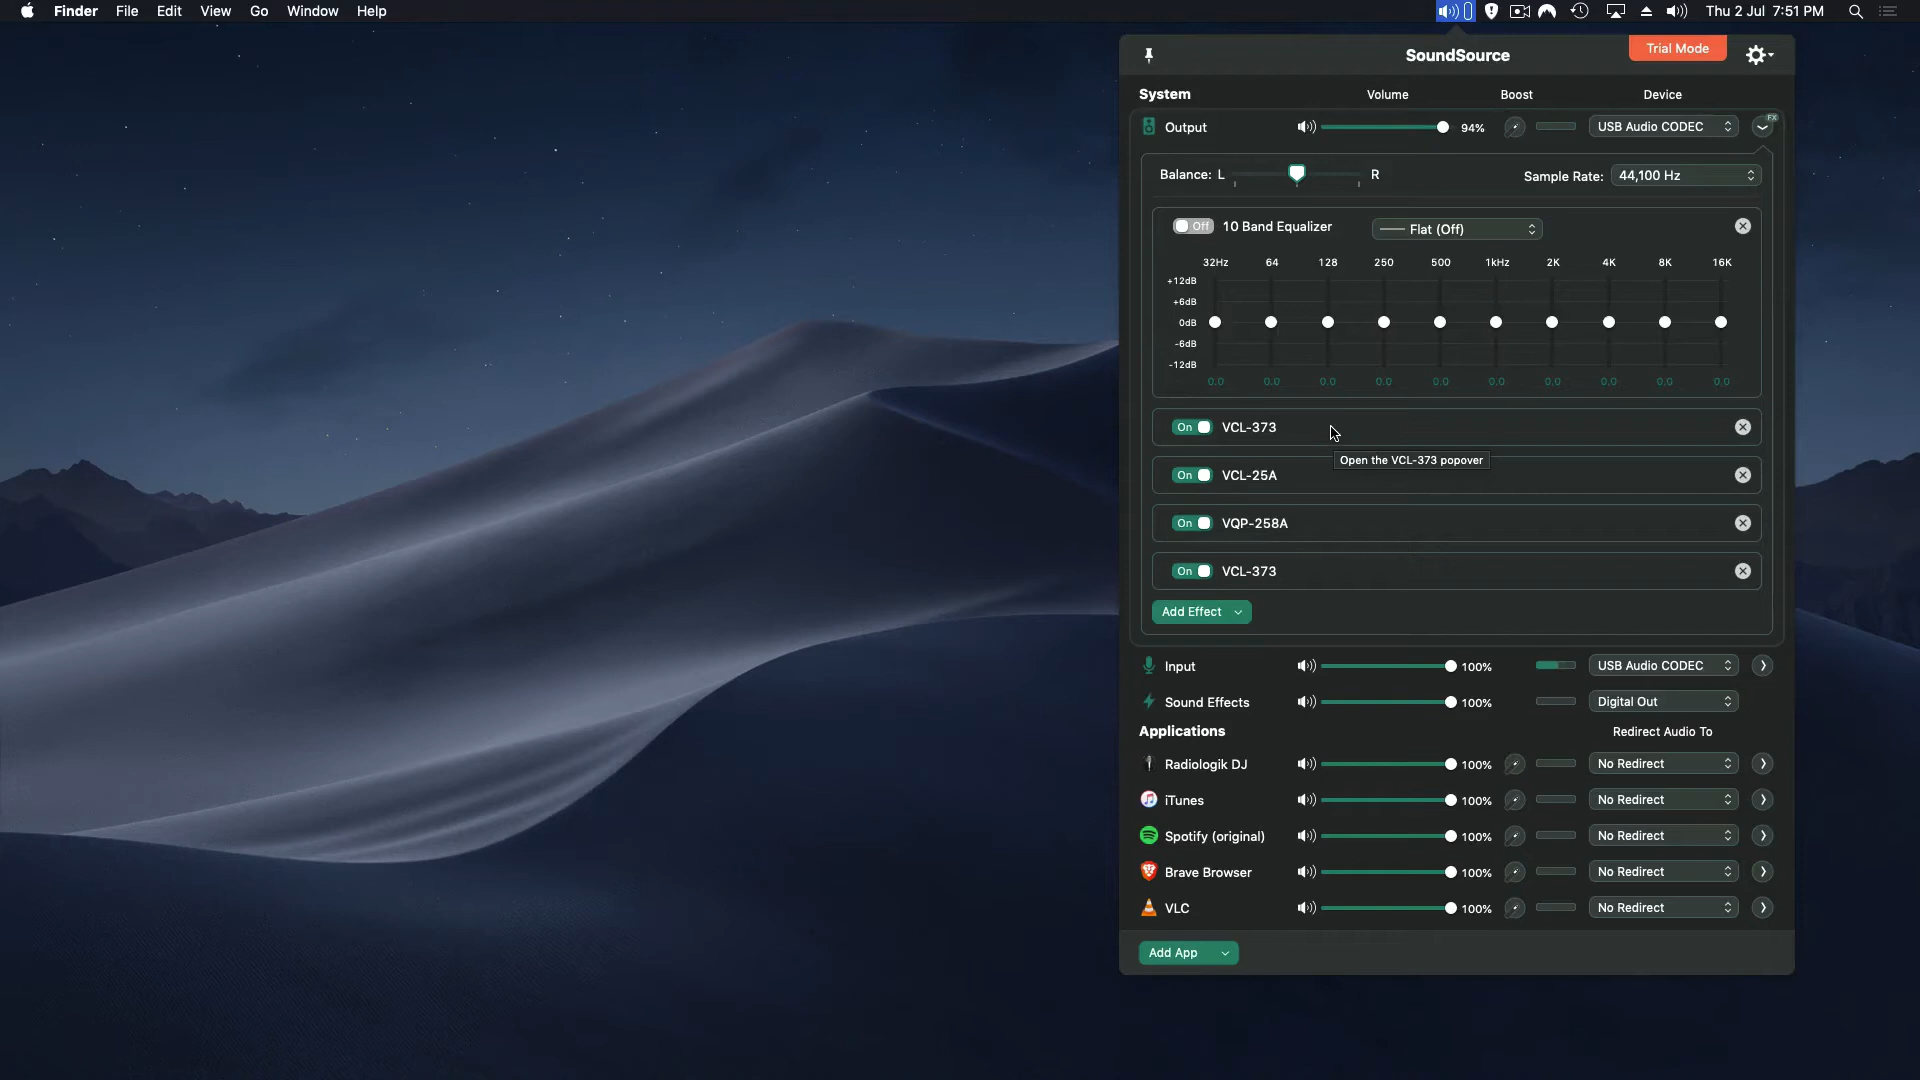 Finder File Edit View Go Window Help Thu 2 Jul 7:51 PM
SoundSource Trial Mode
System Volume Boost Device
Output 94% USB Audio CODEC FX
Balance: L R Sample Rate: 44,100 Hz
Off 10 Band Equalizer Flat (Off)
32Hz 64 128 250 500 1kHz 2K 4K 8K 16K
+12dB
+6dB
0dB
-6dB
-12dB
0.0 0.0 0.0 0.0 0.0 0.0 0.0 0.0 0.0 0.0
On VCL-373
Open the VCL-373 popover
On VCL-25A
On VQP-258A
On VCL-373
Add Effect
Input 100% USB Audio CODEC
Sound Effects 100% Digital Out
Applications Redirect Audio To
Radiologik DJ 100% No Redirect
iTunes 100% No Redirect
Spotify (original) 100% No Redirect
Brave Browser 100% No Redirect
VLC 100% No Redirect
Add App